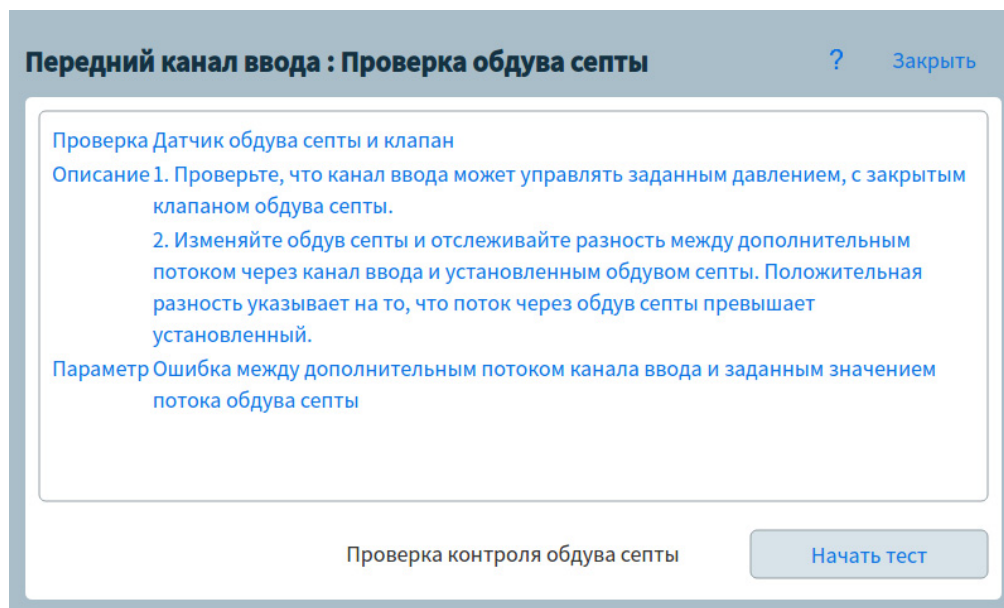 Передний канал ввода : Проверка обдува септы
? Закрыть
Проверка Датчик обдува септы и клапан
Описание 1. Проверьте, что канал ввода может управлять заданным давлением, с закрытым
клапаном обдува септы.
2. Изменяйте обдув септы и отслеживайте разность между дополнительным
потоком через канал ввода и установленным обдувом септы. Положительная
разность указывает на то, что поток через обдув септы превышает
установленный.
Параметр Ошибка между дополнительным потоком канала ввода и заданным значением
потока обдува септы
Проверка контроля обдува септы
Начать тест